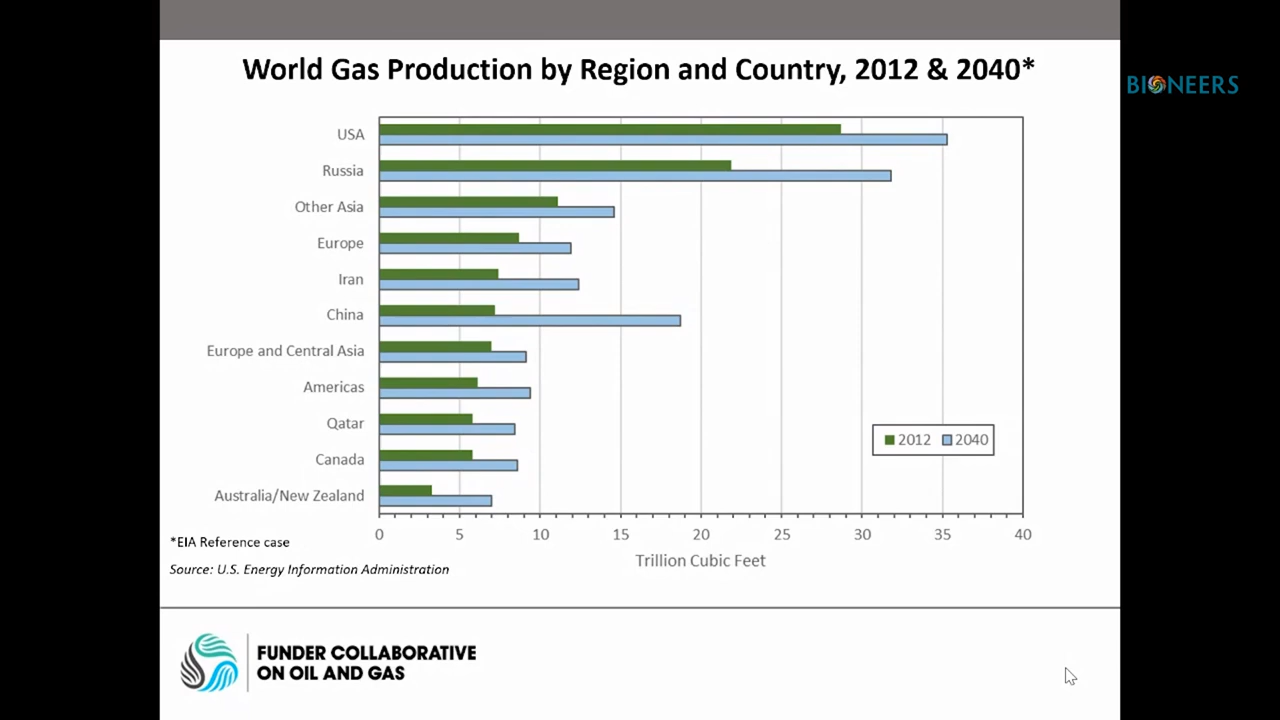 World Gas Production by Region and Country, 2012 & 2040*
BIONEERS
USA
Russia
Other Asia
Europe
Iran
China
Europe and Central Asia
Americas
Qatar
Canada
Australia/New Zealand
2012 2040
0 5 10 15 20 25 30 35 40
Trillion Cubic Feet
*EIA Reference case
Source: U.S. Energy Information Administration
FUNDER COLLABORATIVE
ON OIL AND GAS